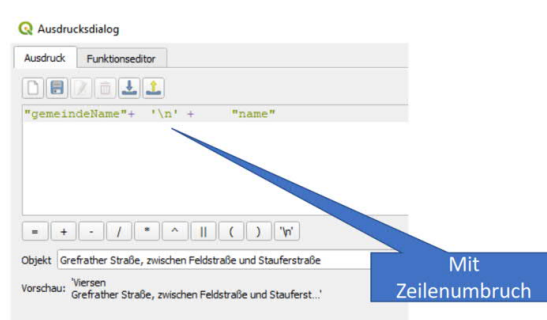 Ausdrucksdialog
Ausdruck Funktionseditor
"gemeindeName"+ '\n' + "name"
= + - / * ^ || ( ) '\n'
Objekt Grefrather Straße, zwischen Feldstraße und Stauferstraße
Vorschau: 'Viersen
Grefrather Straße, zwischen Feldstraße und Stauferst...'
Mit
Zeilenumbruch